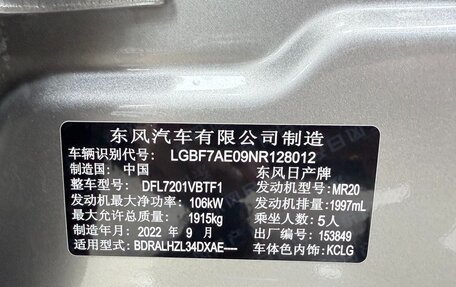 东风汽车有限公司制造
车辆识别代号: LGBF7AE09NR128012
制造国: 中国 东风日产牌
整车型号: DFL7201VBTF1 发动机型号: MR20
发动机最大净功率: 106kW 发动机排量: 1997mL
最大允许总质量: 1915kg 乘坐人数: 5人
制造年月: 2022 年 9 月 出厂编号: 153849
适用型式: BDRALHZL34DXAE---- 车体色内饰: KCLG